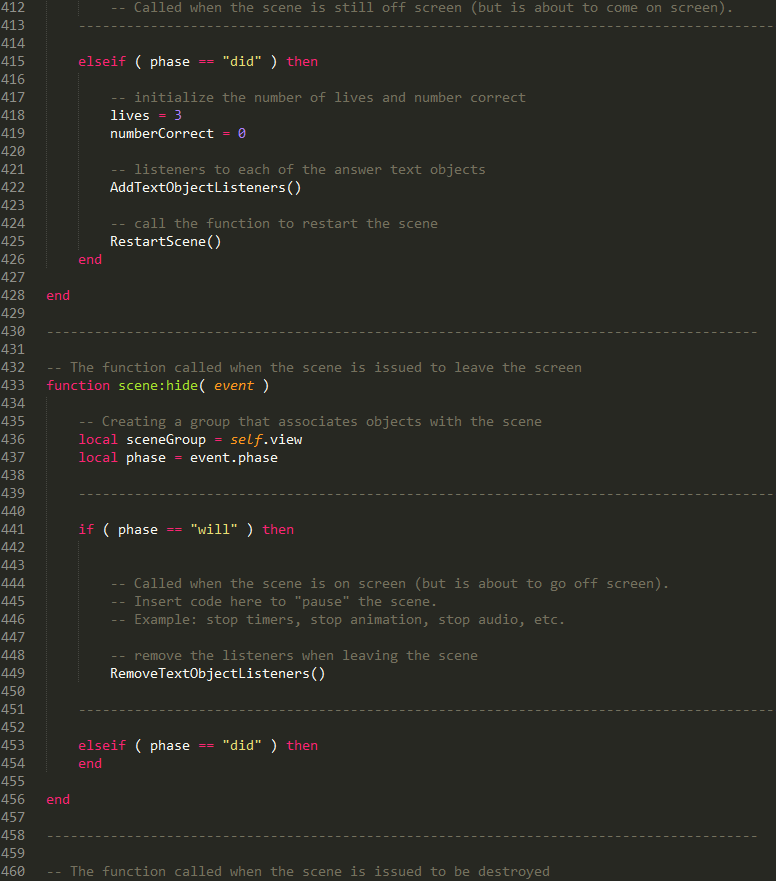 412 -- Called when the scene is still off screen (but is about to come on screen).
413 -----------------------------------------------------------------------------------------
414
415 elseif ( phase == "did" ) then
416
417 -- initialize the number of lives and number correct
418 lives = 3
419 numberCorrect = 0
420
421 -- listeners to each of the answer text objects
422 AddTextObjectListeners()
423
424 -- call the function to restart the scene
425 RestartScene()
426 end
427
428 end
429
430 -----------------------------------------------------------------------------------------
431
432 -- The function called when the scene is issued to leave the screen
433 function scene:hide( event )
434
435 -- Creating a group that associates objects with the scene
436 local sceneGroup = self.view
437 local phase = event.phase
438
439 -----------------------------------------------------------------------------------------
440
441 if ( phase == "will" ) then
442
443
444 -- Called when the scene is on screen (but is about to go off screen).
445 -- Insert code here to "pause" the scene.
446 -- Example: stop timers, stop animation, stop audio, etc.
447
448 -- remove the listeners when leaving the scene
449 RemoveTextObjectListeners()
450
451 -----------------------------------------------------------------------------------------
452
453 elseif ( phase == "did" ) then
454 end
455
456 end
457
458 -----------------------------------------------------------------------------------------
459
460 -- The function called when the scene is issued to be destroyed